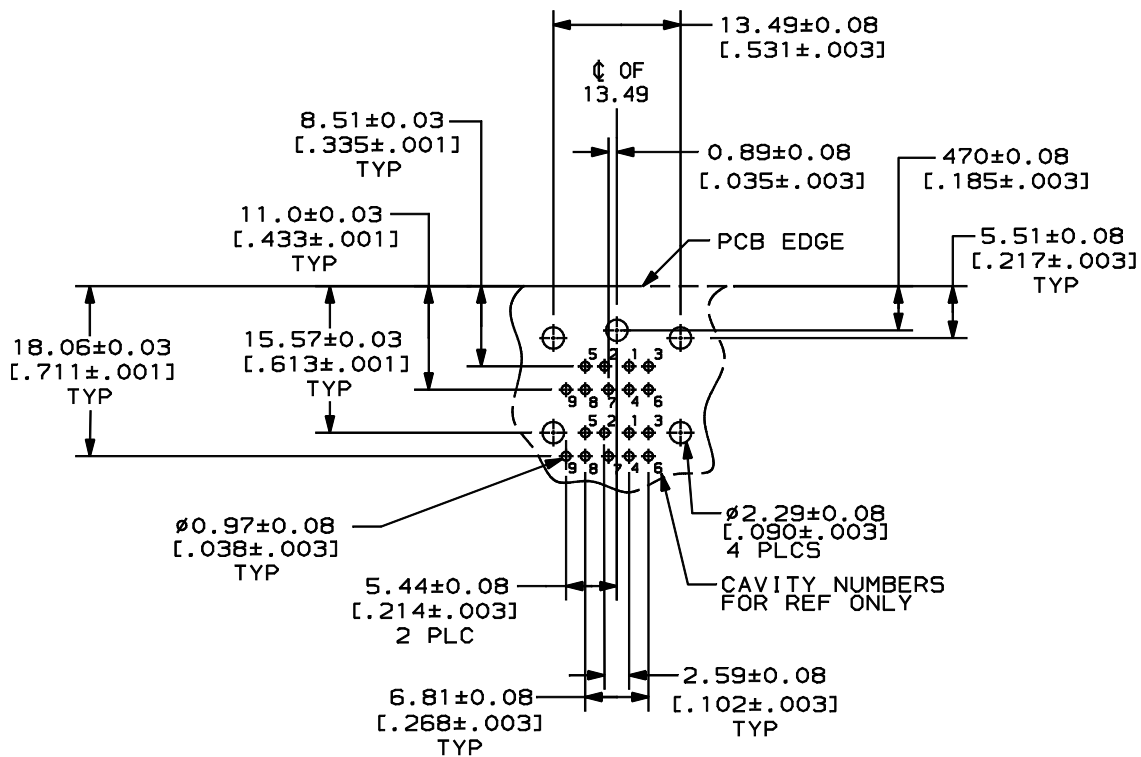 13.49±0.08
[.531±.003]
℄ OF
13.49
8.51±0.03
[.335±.001]
TYP
0.89±0.08
[.035±.003]
470±0.08
[.185±.003]
11.0±0.03
[.433±.001]
TYP
PCB EDGE
5.51±0.08
[.217±.003]
TYP
18.06±0.03
[.711±.001]
TYP
15.57±0.03
[.613±.001]
TYP
5 2 1 3
9 8 7 4 6
5 2 1 3
9 8 7 4 6
ø0.97±0.08
[.038±.003]
TYP
ø2.29±0.08
[.090±.003]
4 PLCS
5.44±0.08
[.214±.003]
2 PLC
CAVITY NUMBERS
FOR REF ONLY
6.81±0.08
[.268±.003]
TYP
2.59±0.08
[.102±.003]
TYP